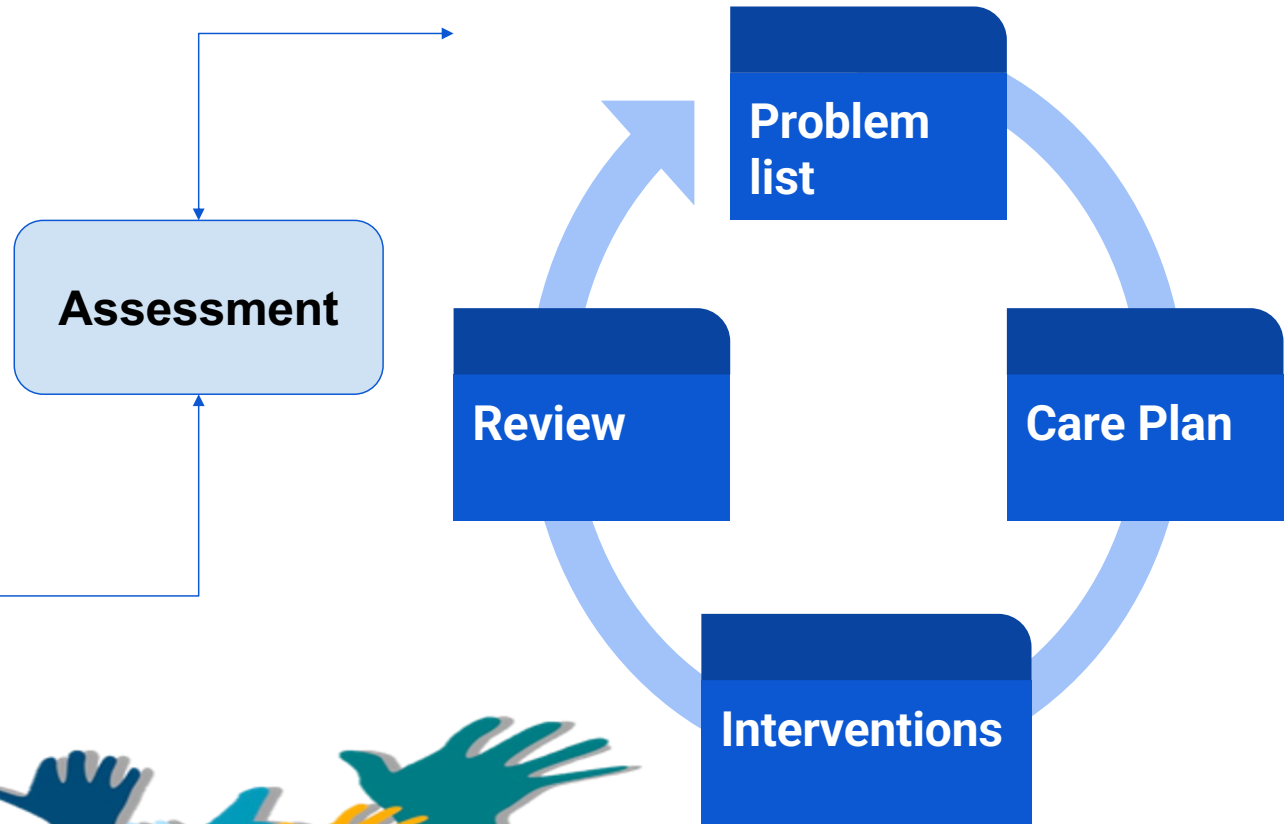 Problem
list
Assessment
Review
Care Plan
Interventions